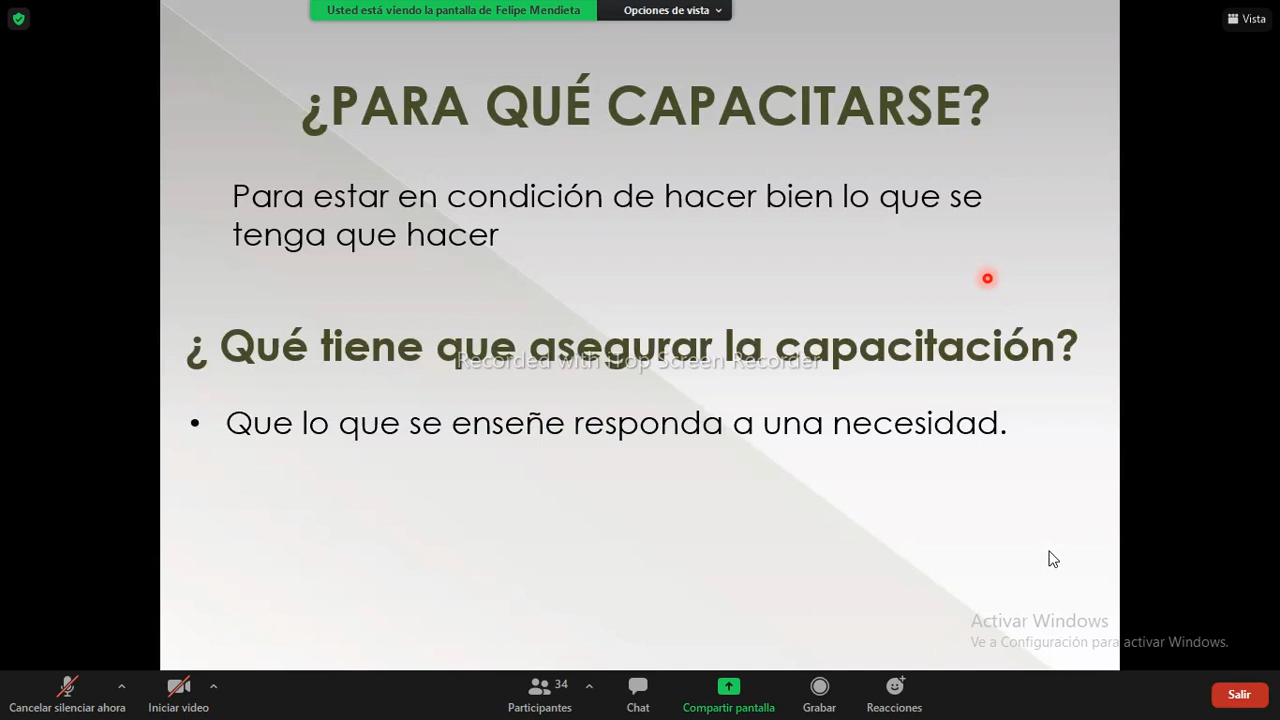 Usted está viendo la pantalla de Felipe Mendieta
Opciones de vista
Vista
¿PARA QUÉ CAPACITARSE?
Para estar en condición de hacer bien lo que se
tenga que hacer
¿ Qué tiene que asegurar la capacitación?
Recorded with iTop Screen Recorder
• Que lo que se enseñe responda a una necesidad.
Activar Windows
Ve a Configuración para activar Windows.
Cancelar silenciar ahora
Iniciar video
34
Participantes
Chat
Compartir pantalla
Grabar
Reacciones
Salir